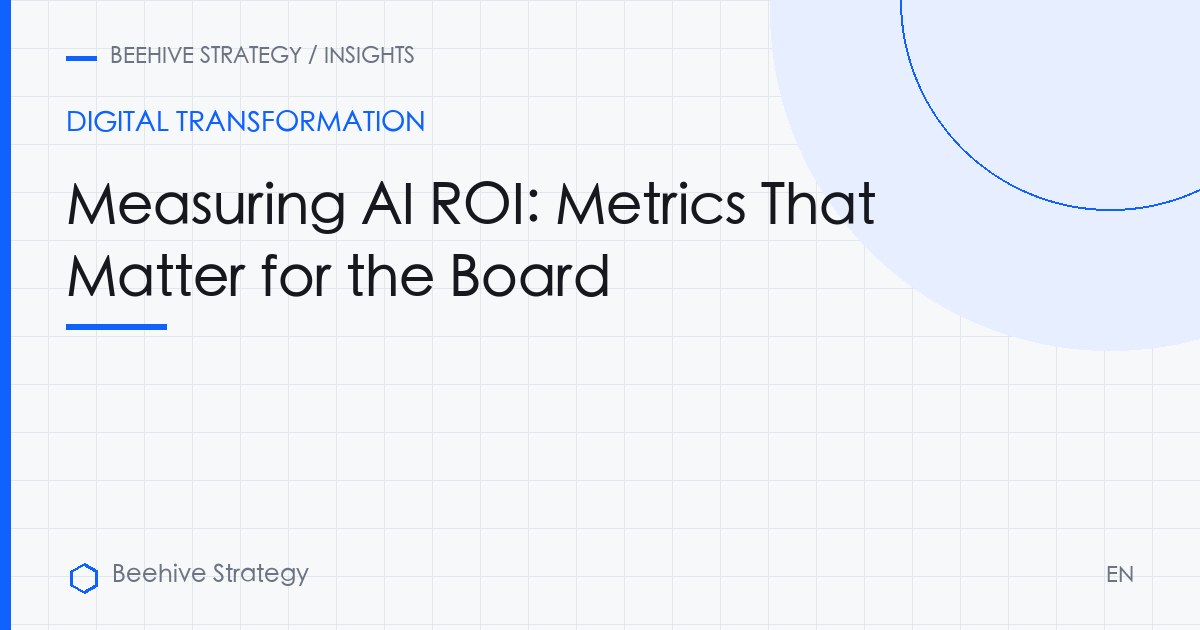 BEEHIVE STRATEGY / INSIGHTS
DIGITAL TRANSFORMATION
Measuring AI ROI: Metrics That
Matter for the Board
Beehive Strategy
EN